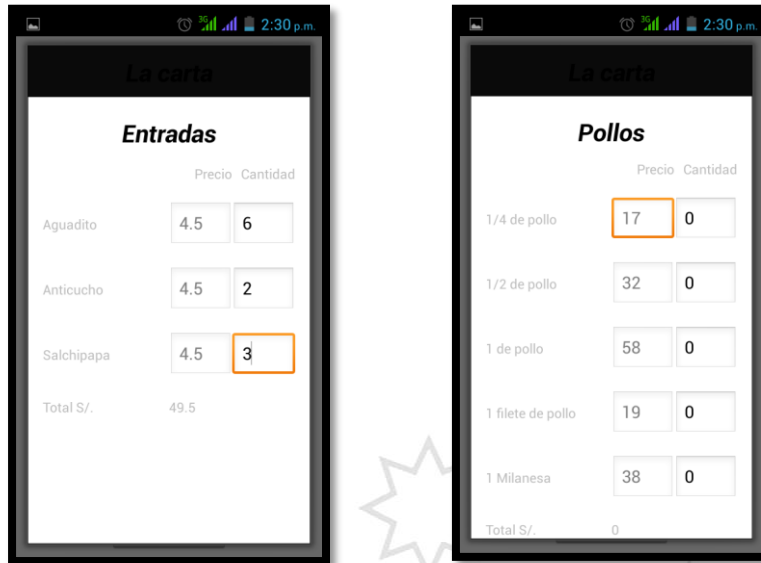 3G 2:30 p.m.
La carta
Entradas
Precio Cantidad
Aguadito 4.5 6
Anticucho 4.5 2
Salchipapa 4.5 3
Total S/. 49.5
3G 2:30 p.m.
La carta
Pollos
Precio Cantidad
1/4 de pollo 17 0
1/2 de pollo 32 0
1 de pollo 58 0
1 filete de pollo 19 0
1 Milanesa 38 0
Total S/. 0